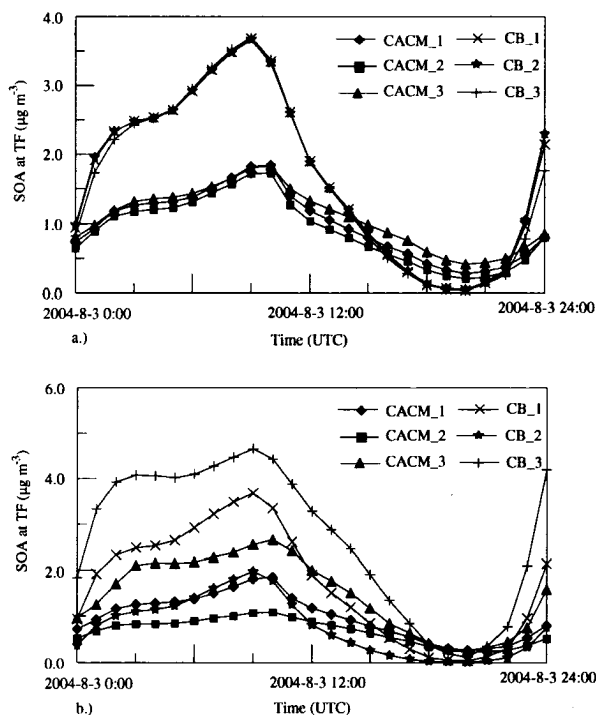 4.0
3.0
2.0
1.0
0.0
SOA at TF (μg m⁻³)
CACM_1
CACM_2
CACM_3
CB_1
CB_2
CB_3
2004-8-3 0:00
2004-8-3 12:00
2004-8-3 24:00
a.)
Time (UTC)
6.0
4.0
2.0
0.0
SOA at TF (μg m⁻³)
CACM_1
CACM_2
CACM_3
CB_1
CB_2
CB_3
2004-8-3 0:00
2004-8-3 12:00
2004-8-3 24:00
b.)
Time (UTC)